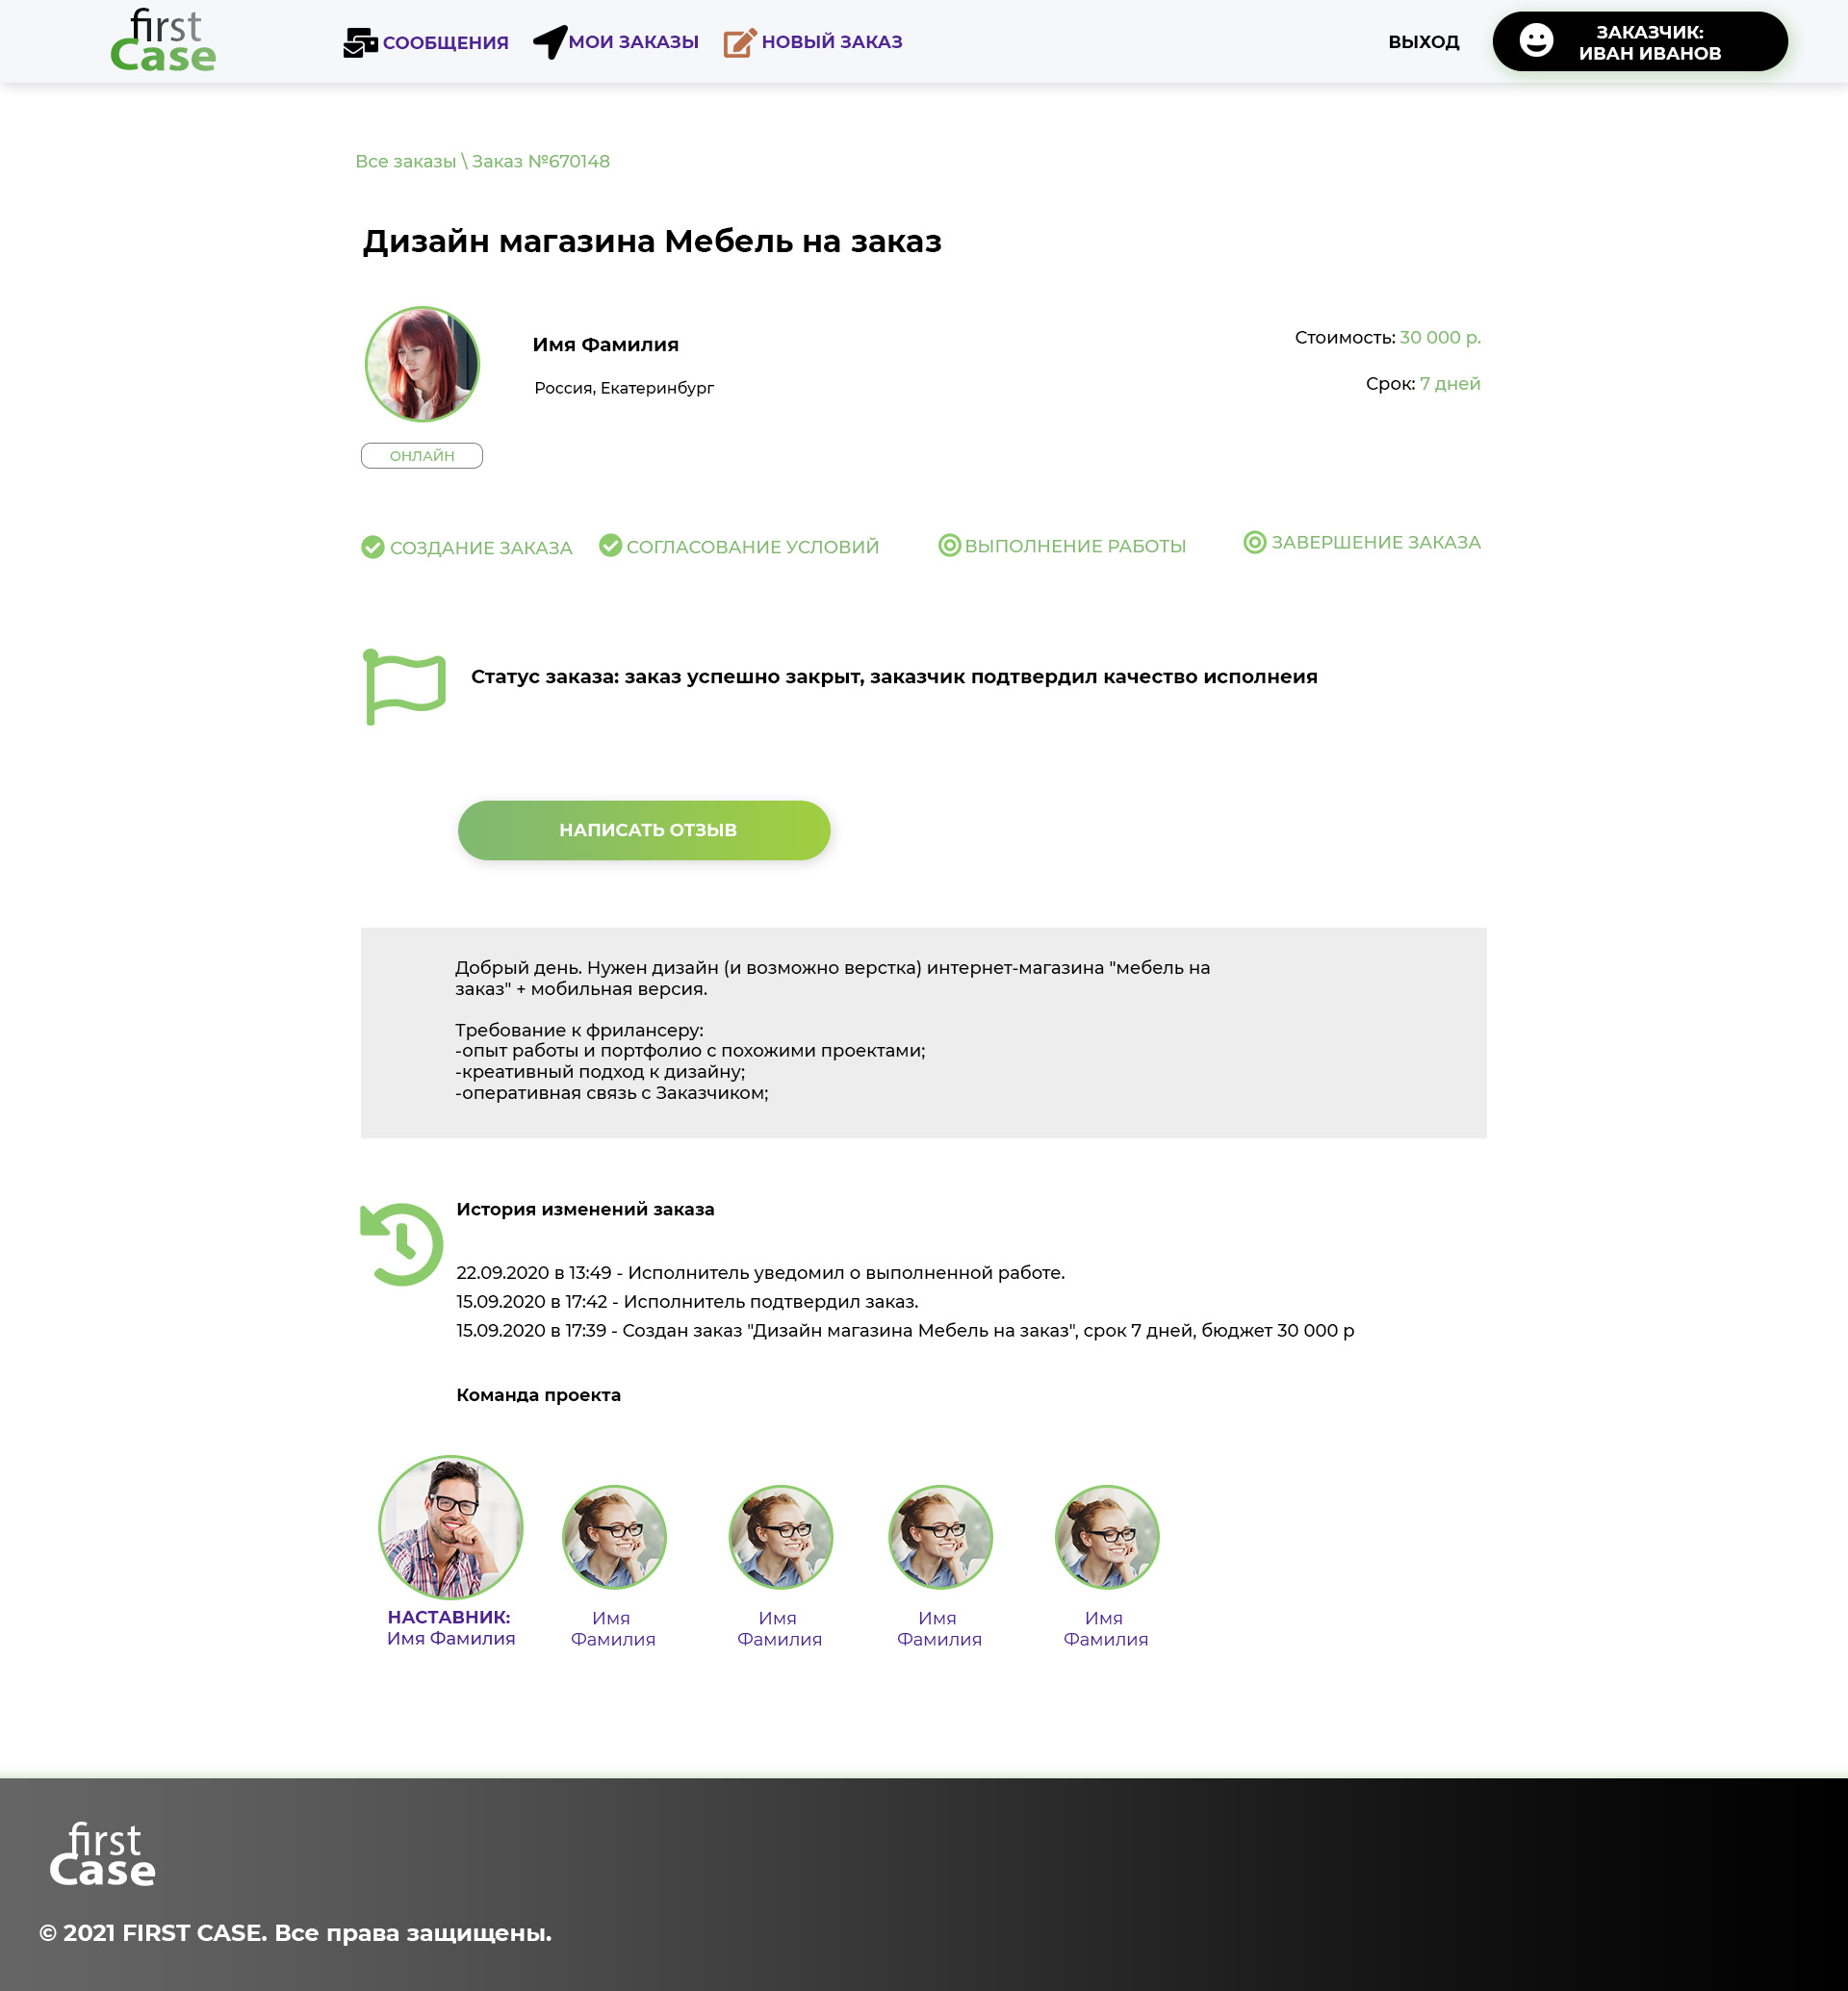 first
Case
СООБЩЕНИЯ
МОИ ЗАКАЗЫ
НОВЫЙ ЗАКАЗ
ВЫХОД
ЗАКАЗЧИК:
ИВАН ИВАНОВ
Все заказы \ Заказ №670148
Дизайн магазина Мебель на заказ
Имя Фамилия
Россия, Екатеринбург
Стоимость: 30 000 р.
Срок: 7 дней
ОНЛАЙН
СОЗДАНИЕ ЗАКАЗА
СОГЛАСОВАНИЕ УСЛОВИЙ
ВЫПОЛНЕНИЕ РАБОТЫ
ЗАВЕРШЕНИЕ ЗАКАЗА
Статус заказа: заказ успешно закрыт, заказчик подтвердил качество исполнеия
НАПИСАТЬ ОТЗЫВ
Добрый день. Нужен дизайн (и возможно верстка) интернет-магазина "мебель на
заказ" + мобильная версия.
Требование к фрилансеру:
-опыт работы и портфолио с похожими проектами;
-креативный подход к дизайну;
-оперативная связь с Заказчиком;
История изменений заказа
22.09.2020 в 13:49 - Исполнитель уведомил о выполненной работе.
15.09.2020 в 17:42 - Исполнитель подтвердил заказ.
15.09.2020 в 17:39 - Создан заказ "Дизайн магазина Мебель на заказ", срок 7 дней, бюджет 30 000 р
Команда проекта
НАСТАВНИК:
Имя Фамилия
Имя
Фамилия
Имя
Фамилия
Имя
Фамилия
Имя
Фамилия
first
Case
© 2021 FIRST CASE. Все права защищены.